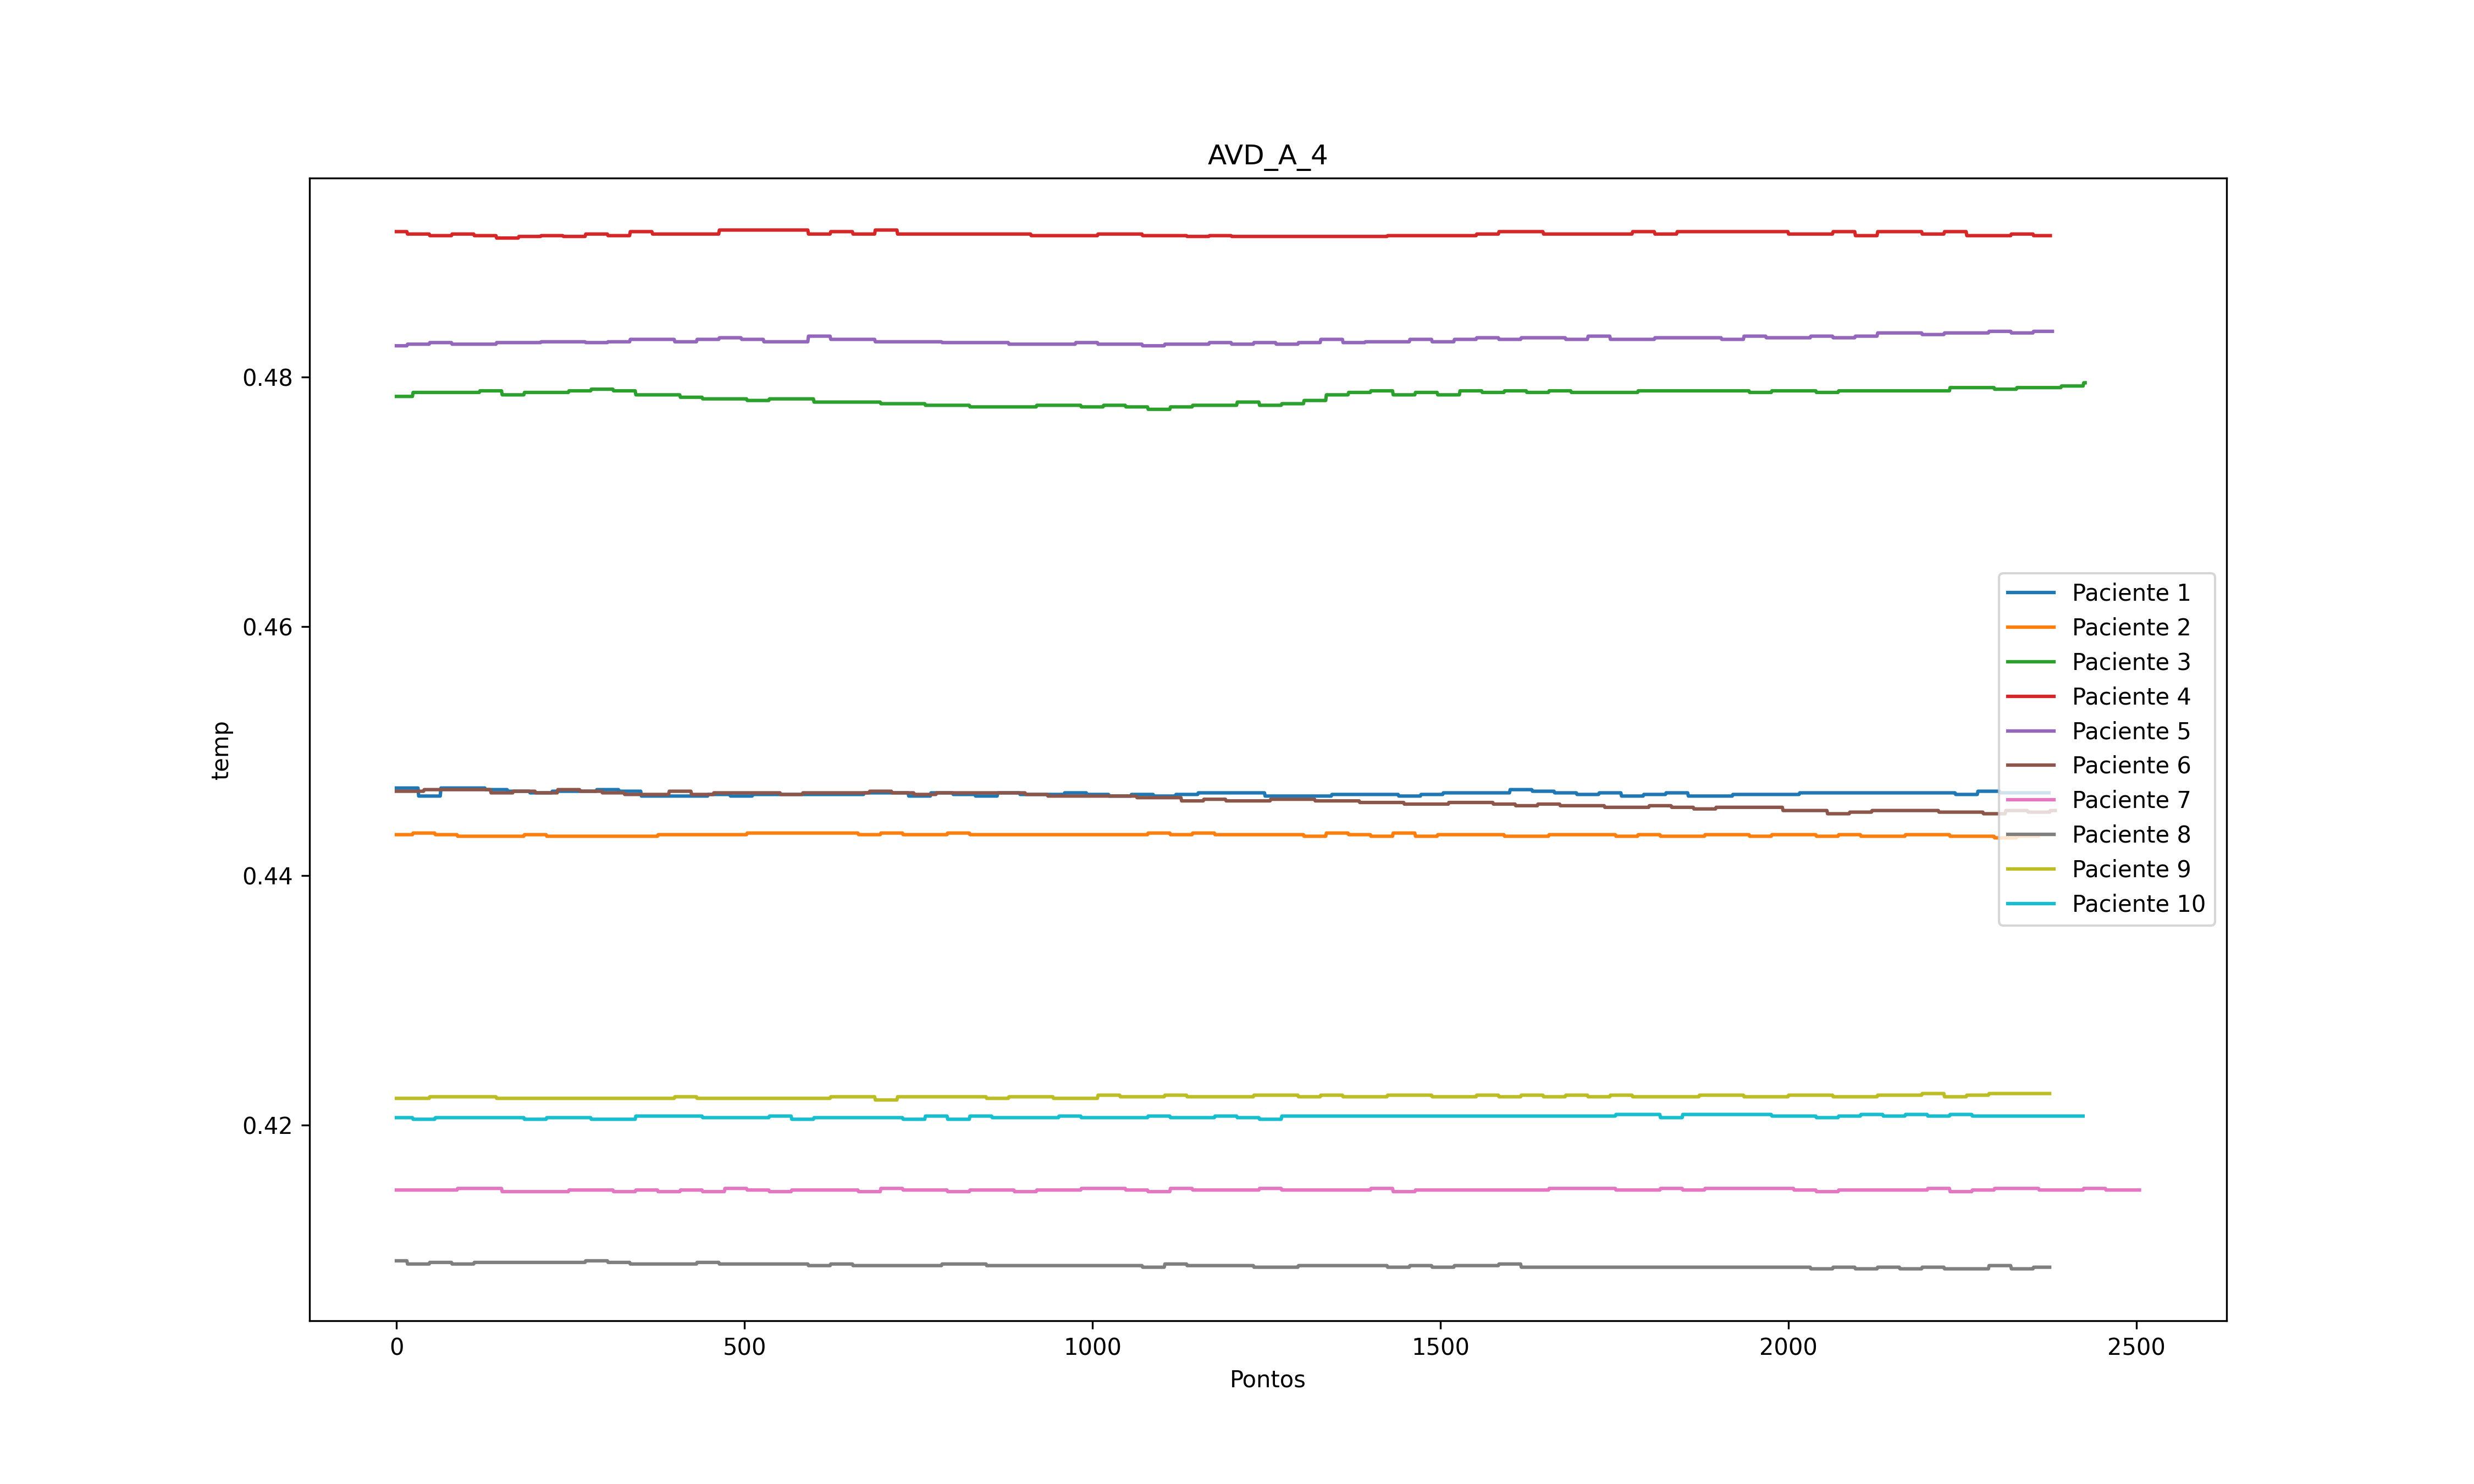 AVD_A_4
temp
0.48
0.46
0.44
0.42
Paciente 1
Paciente 2
Paciente 3
Paciente 4
Paciente 5
Paciente 6
Paciente 7
Paciente 8
Paciente 9
Paciente 10
0 500 1000 1500 2000 2500
Pontos